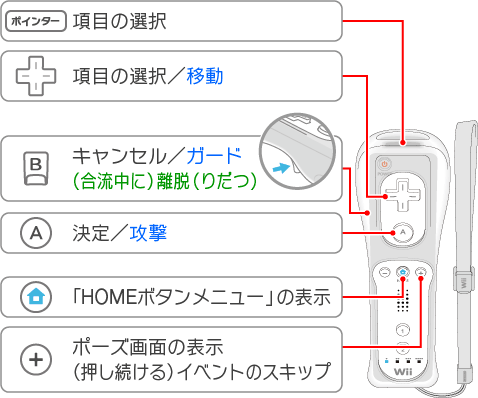 ポインター 項目の選択
項目の選択／移動
B キャンセル／ガード
(合流中に)離脱(りだつ)
A 決定／攻撃
「HOMEボタンメニュー」の表示
ポーズ画面の表示
(押し続ける)イベントのスキップ
A
Wii
Wii